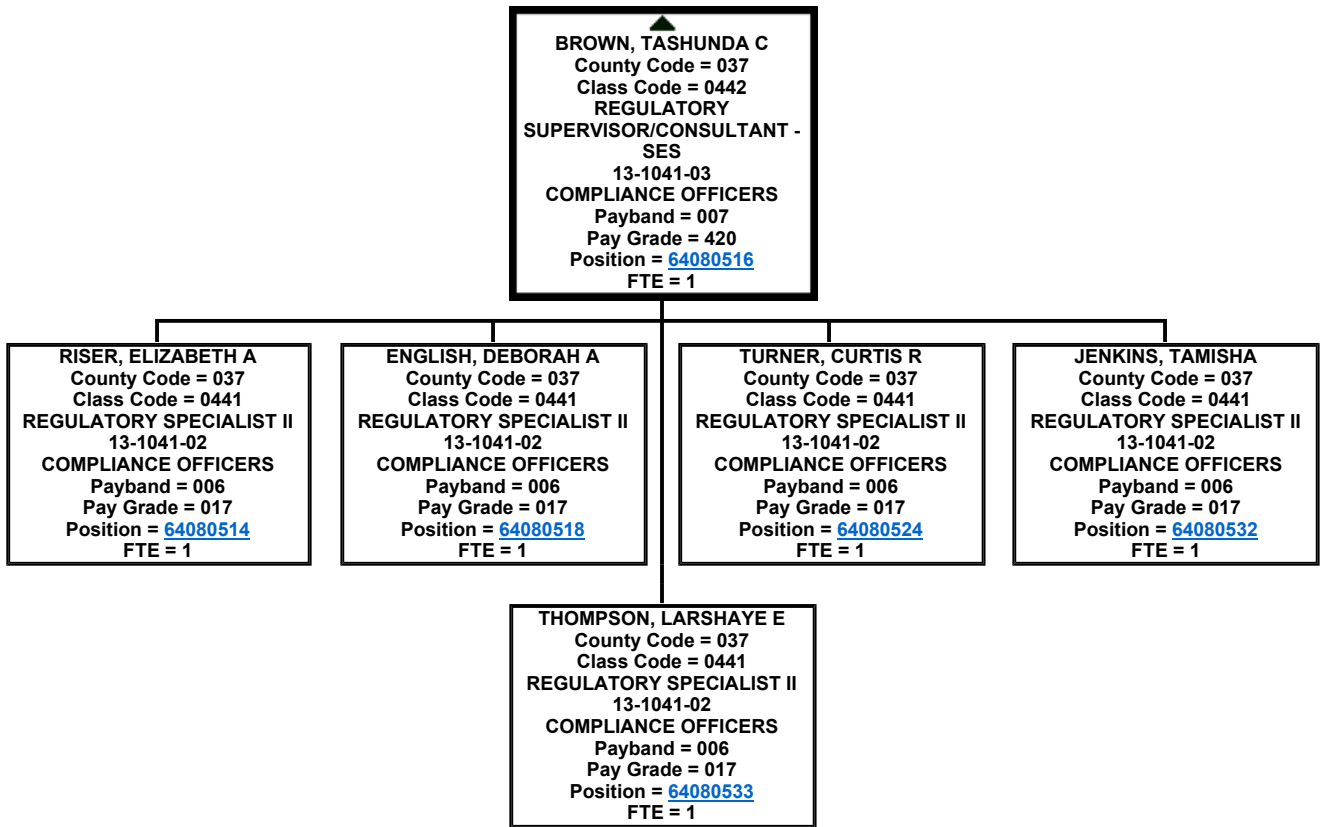 BROWN, TASHUNDA C
County Code = 037
Class Code = 0442
REGULATORY
SUPERVISOR/CONSULTANT -
SES
13-1041-03
COMPLIANCE OFFICERS
Payband = 007
Pay Grade = 420
Position = 64080516
FTE = 1
RISER, ELIZABETH A
County Code = 037
Class Code = 0441
REGULATORY SPECIALIST II
13-1041-02
COMPLIANCE OFFICERS
Payband = 006
Pay Grade = 017
Position = 64080514
FTE = 1
ENGLISH, DEBORAH A
County Code = 037
Class Code = 0441
REGULATORY SPECIALIST II
13-1041-02
COMPLIANCE OFFICERS
Payband = 006
Pay Grade = 017
Position = 64080518
FTE = 1
TURNER, CURTIS R
County Code = 037
Class Code = 0441
REGULATORY SPECIALIST II
13-1041-02
COMPLIANCE OFFICERS
Payband = 006
Pay Grade = 017
Position = 64080524
FTE = 1
JENKINS, TAMISHA
County Code = 037
Class Code = 0441
REGULATORY SPECIALIST II
13-1041-02
COMPLIANCE OFFICERS
Payband = 006
Pay Grade = 017
Position = 64080532
FTE = 1
THOMPSON, LARSHAYE E
County Code = 037
Class Code = 0441
REGULATORY SPECIALIST II
13-1041-02
COMPLIANCE OFFICERS
Payband = 006
Pay Grade = 017
Position = 64080533
FTE = 1